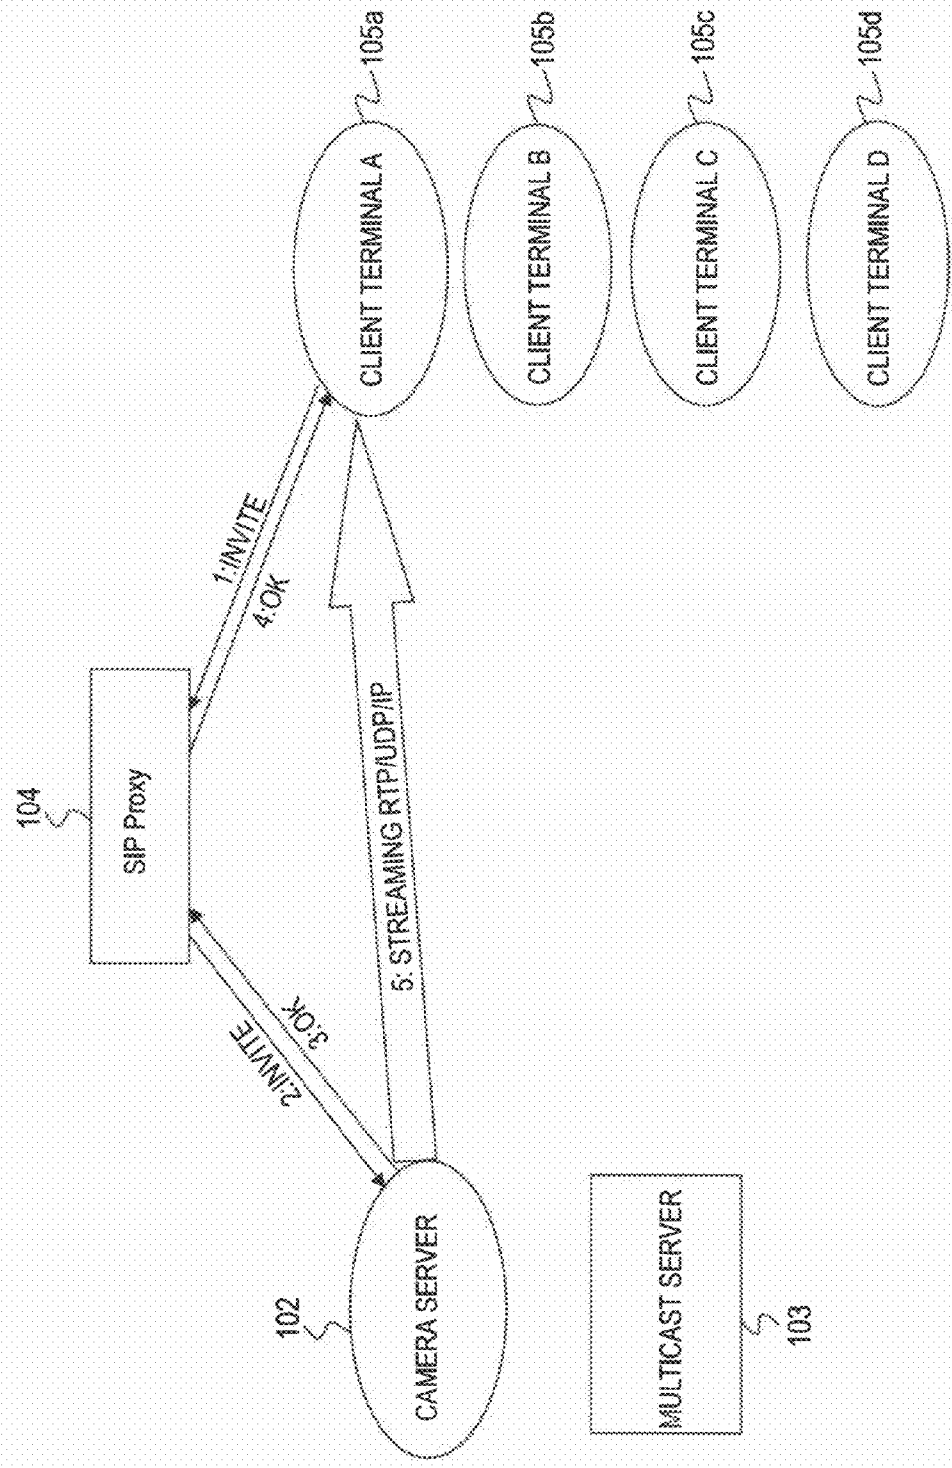 104
SIP Proxy
102
CAMERA SERVER
2:INVITE
3:OK
1:INVITE
4:OK
5: STREAMING RTP/UDP/IP
CLIENT TERMINAL A
105a
CLIENT TERMINAL B
105b
CLIENT TERMINAL C
105c
CLIENT TERMINAL D
105d
MULTICAST SERVER
103